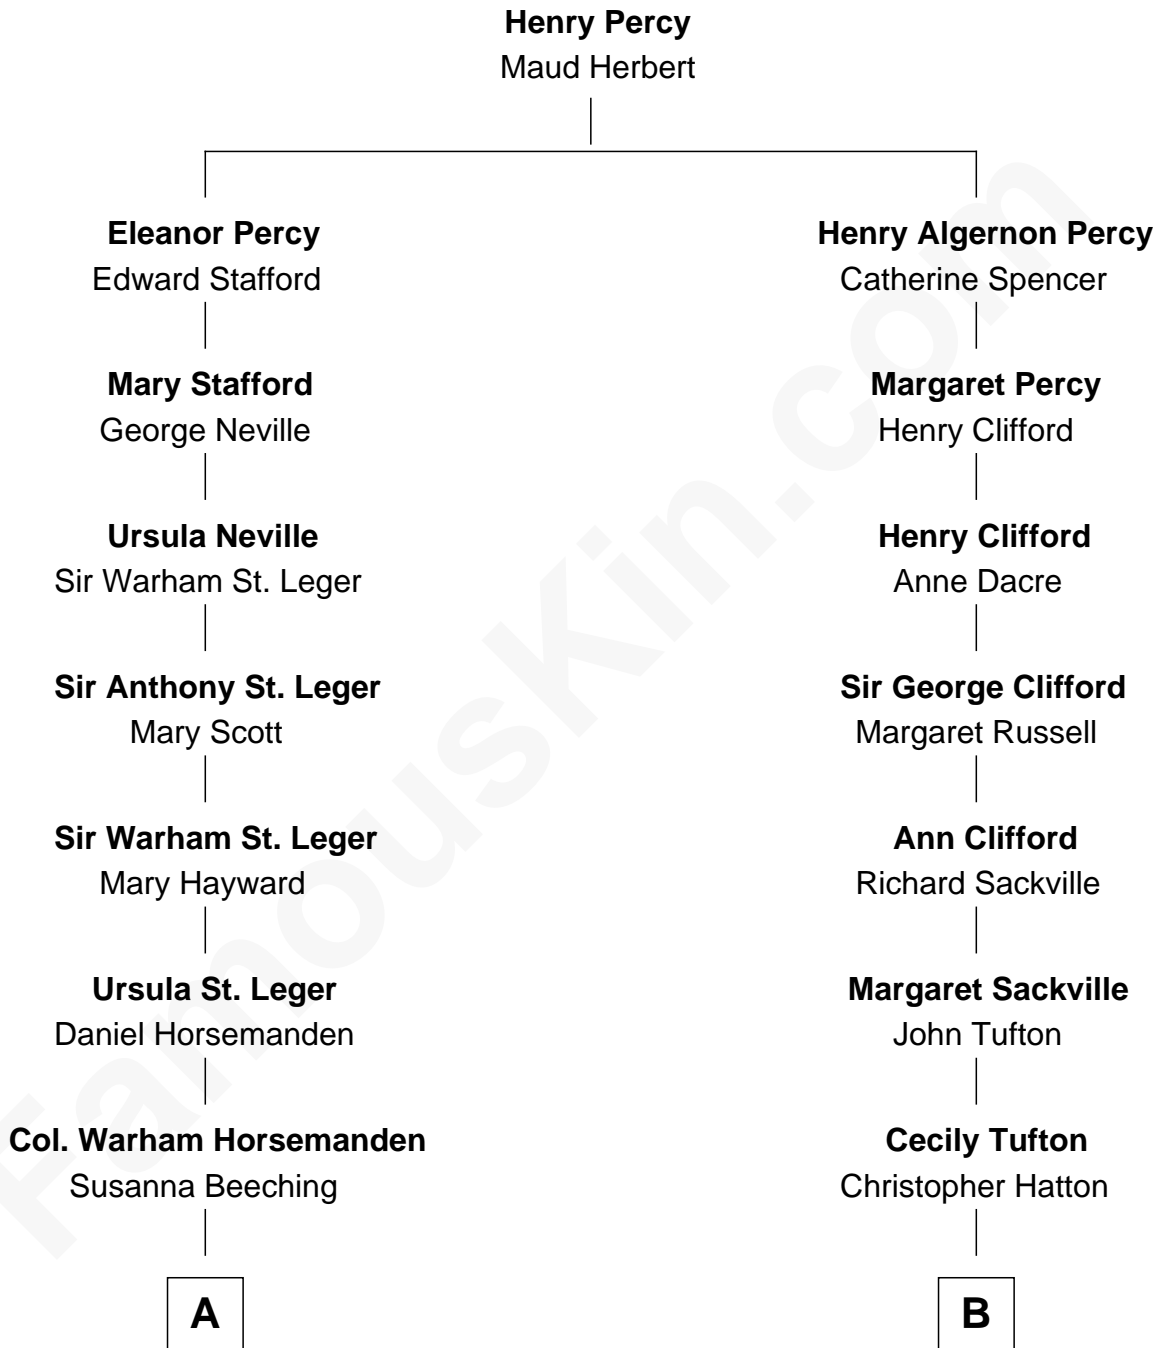 Henry Percy
Maud Herbert
Eleanor Percy
Edward Stafford
Henry Algernon Percy
Catherine Spencer
Mary Stafford
George Neville
Margaret Percy
Henry Clifford
Ursula Neville
Sir Warham St. Leger
Henry Clifford
Anne Dacre
Sir Anthony St. Leger
Mary Scott
Sir George Clifford
Margaret Russell
Sir Warham St. Leger
Mary Hayward
Ann Clifford
Richard Sackville
Ursula St. Leger
Daniel Horsemanden
Margaret Sackville
John Tufton
Col. Warham Horsemanden
Susanna Beeching
Cecily Tufton
Christopher Hatton
A
B
FamousKin.com